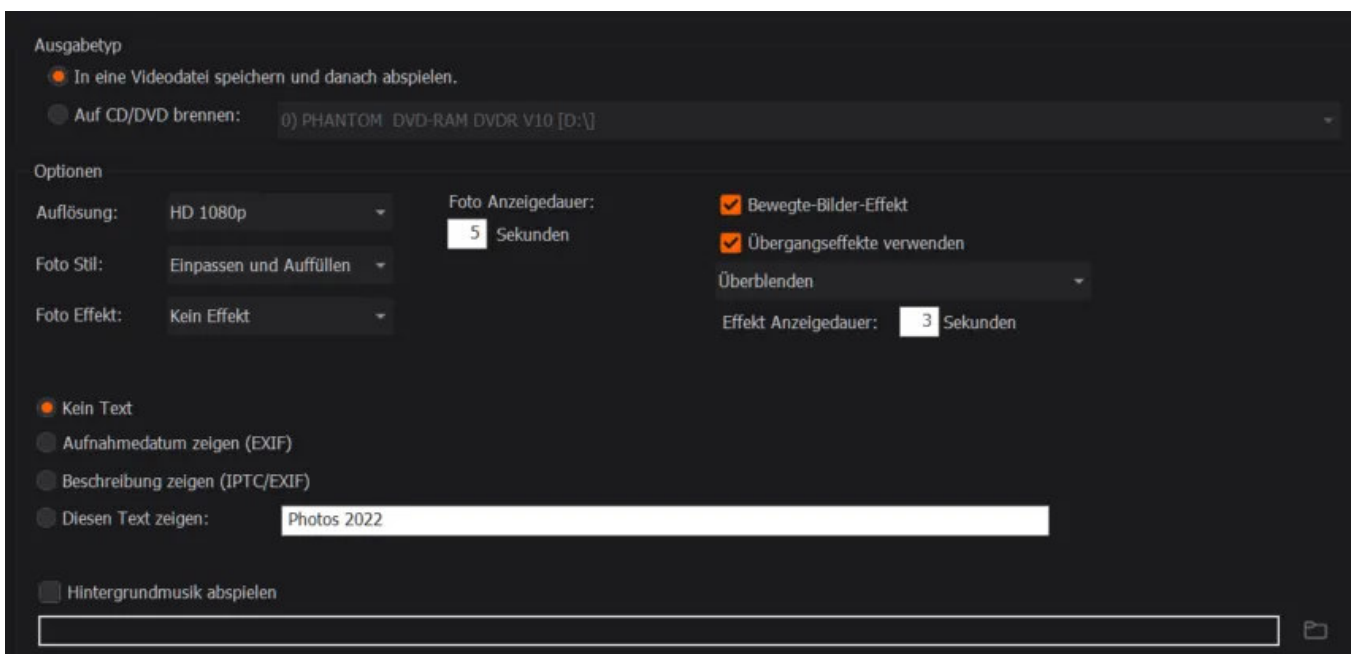 Ausgabetyp
In eine Videodatei speichern und danach abspielen.
Auf CD/DVD brennen: 0) PHANTOM DVD-RAM DVDR V10 [D:\]
Optionen
Auflösung: HD 1080p
Foto Stil: Einpassen und Auffüllen
Foto Effekt: Kein Effekt
Foto Anzeigedauer:
5 Sekunden
Bewegte-Bilder-Effekt
Übergangseffekte verwenden
Überblenden
Effekt Anzeigedauer: 3 Sekunden
Kein Text
Aufnahmedatum zeigen (EXIF)
Beschreibung zeigen (IPTC/EXIF)
Diesen Text zeigen: Photos 2022
Hintergrundmusik abspielen